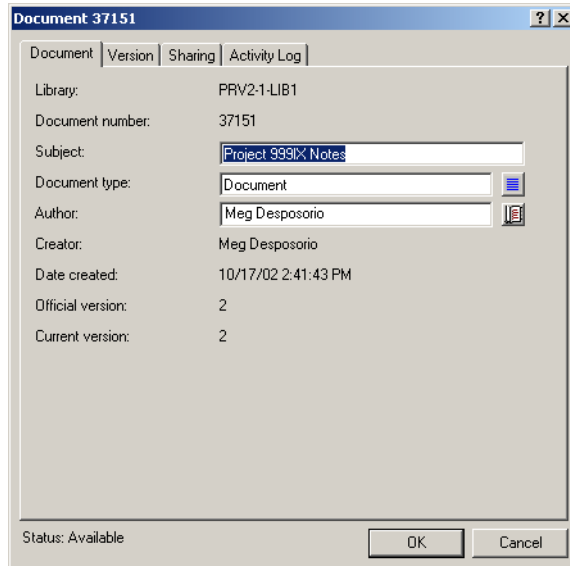 Document 37151
Document Version Sharing Activity Log
Library: PRV2-1-LIB1
Document number: 37151
Subject: Project 999IX Notes
Document type: Document
Author: Meg Desposorio
Creator: Meg Desposorio
Date created: 10/17/02 2:41:43 PM
Official version: 2
Current version: 2
Status: Available OK Cancel